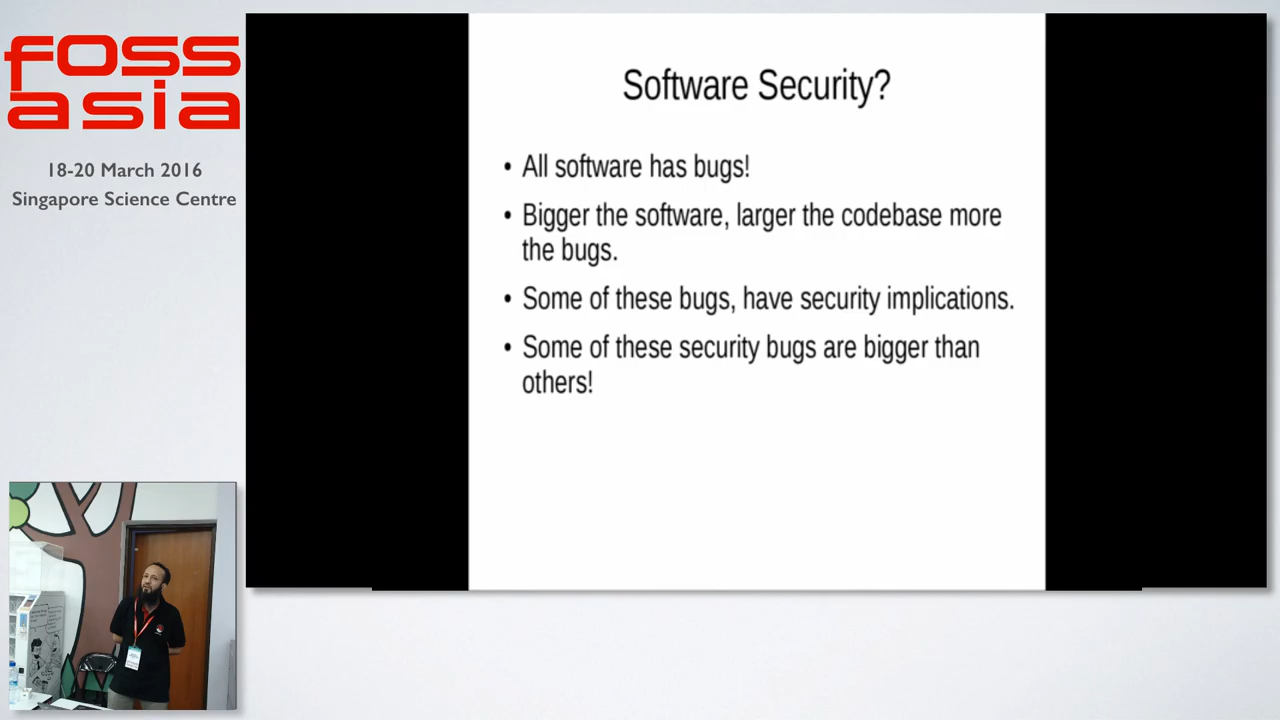 foss
asia
18-20 March 2016
Singapore Science Centre
Software Security?
• All software has bugs!
• Bigger the software, larger the codebase more
the bugs.
• Some of these bugs, have security implications.
• Some of these security bugs are bigger than
others!